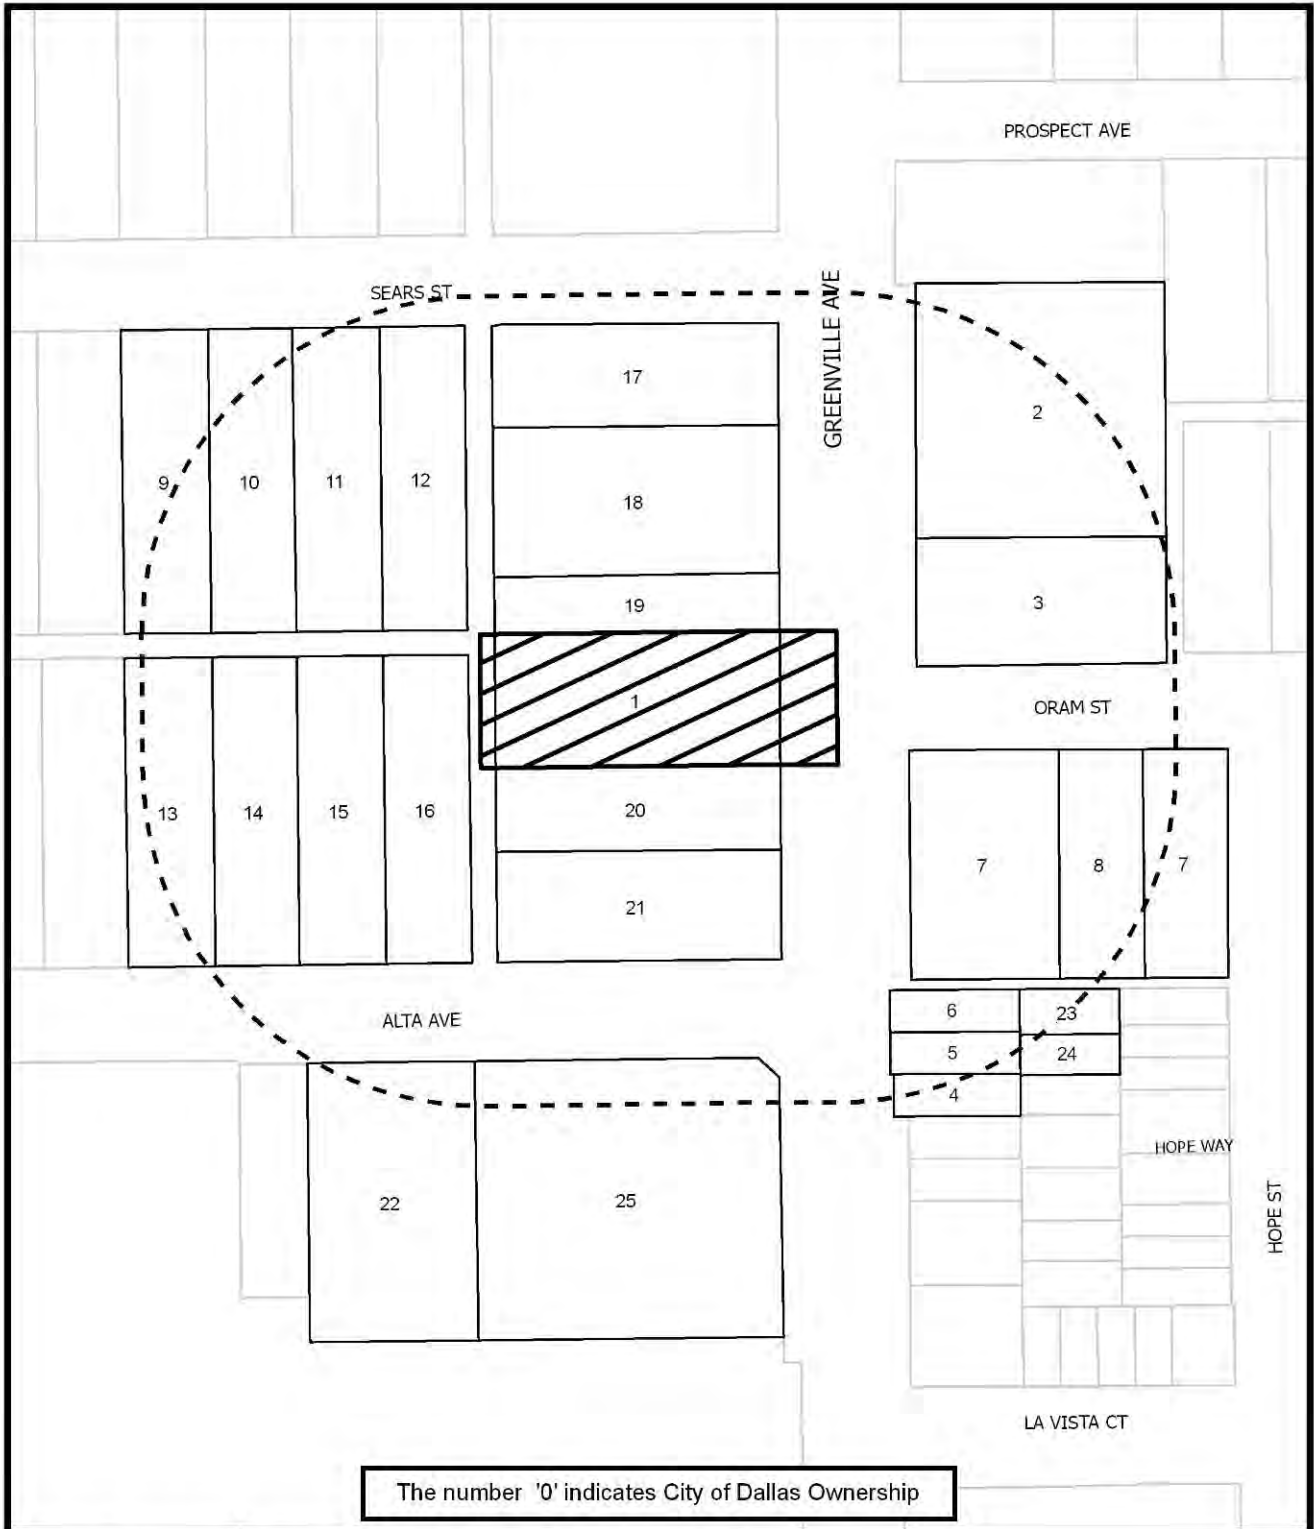 PROSPECT AVE
SEARS ST
GREENVILLE AVE
17
2
9
10
11
12
18
19
3
1
ORAM ST
13
14
15
16
20
7
8
7
21
6
23
ALTA AVE
5
24
4
HOPE WAY
22
25
HOPE ST
LA VISTA CT
The number '0' indicates City of Dallas Ownership